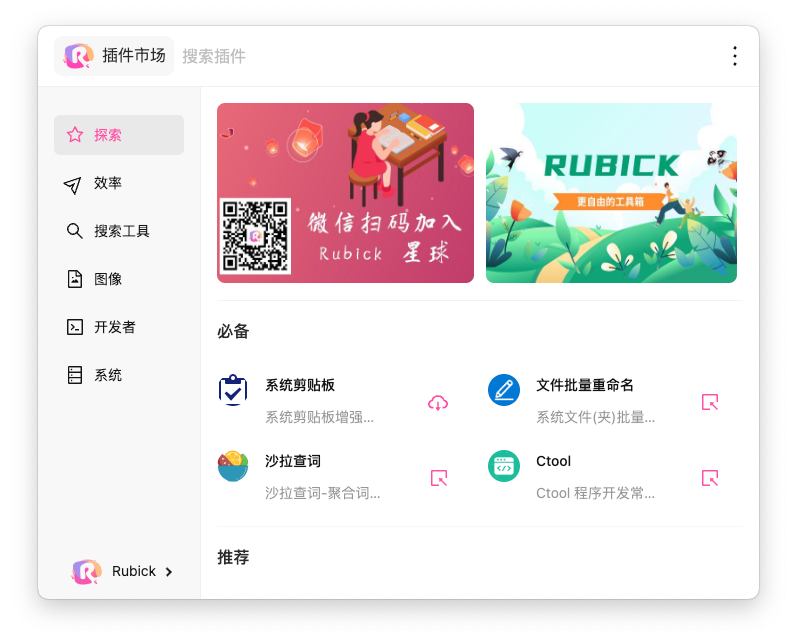 插件市场
搜索插件
探索
效率
搜索工具
图像
开发者
系统
Rubick
微信扫码加入
Rubick 星球
RUBICK
更自由的工具箱
必备
系统剪贴板
系统剪贴板增强...
文件批量重命名
系统文件(夹)批量...
沙拉查词
沙拉查词-聚合词...
Ctool
Ctool 程序开发常...
推荐